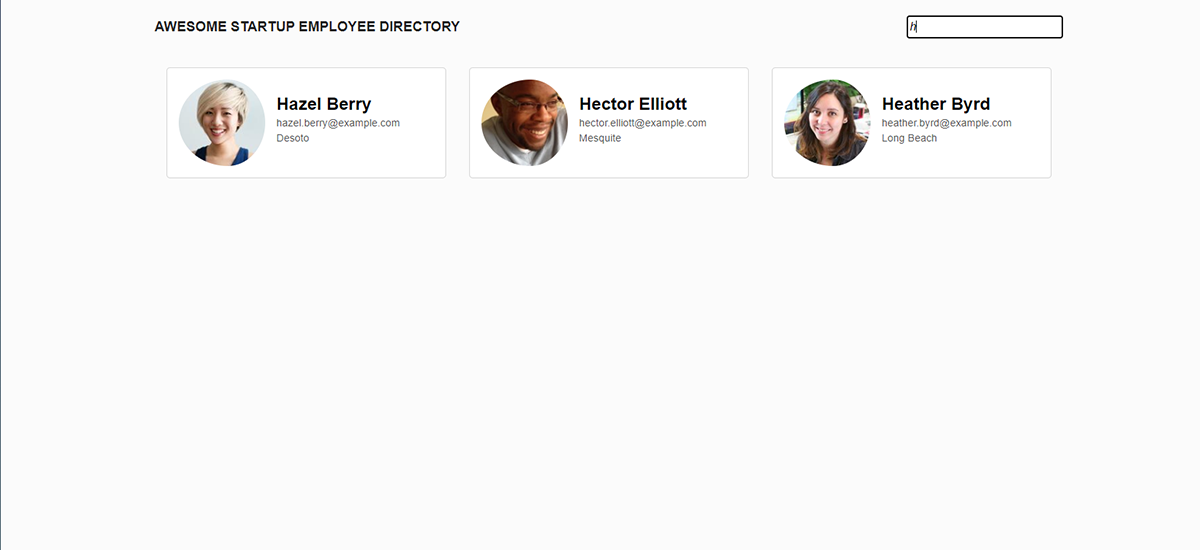 AWESOME STARTUP EMPLOYEE DIRECTORY
h
Hazel Berry
hazel.berry@example.com
Desoto
Hector Elliott
hector.elliott@example.com
Mesquite
Heather Byrd
heather.byrd@example.com
Long Beach